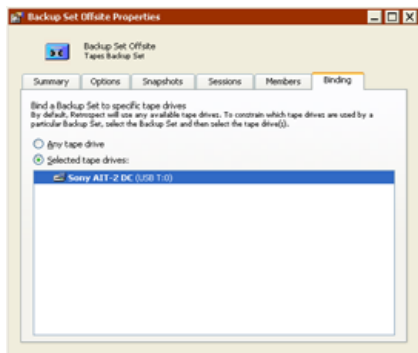 Backup Set Offsite Properties
Backup Set Offsite
Tapes Backup Set
Summary
Options
Snapshots
Sessions
Members
Binding
Bind a Backup Set to specific tape drives
By default, Retrospect will use any available tape drives. To constrain which tape drives are used by a
particular Backup Set, select the Backup Set and then select the tape drive(s).
Any tape drive
Selected tape drives:
Sony AIT-2 DC (USB T:0)